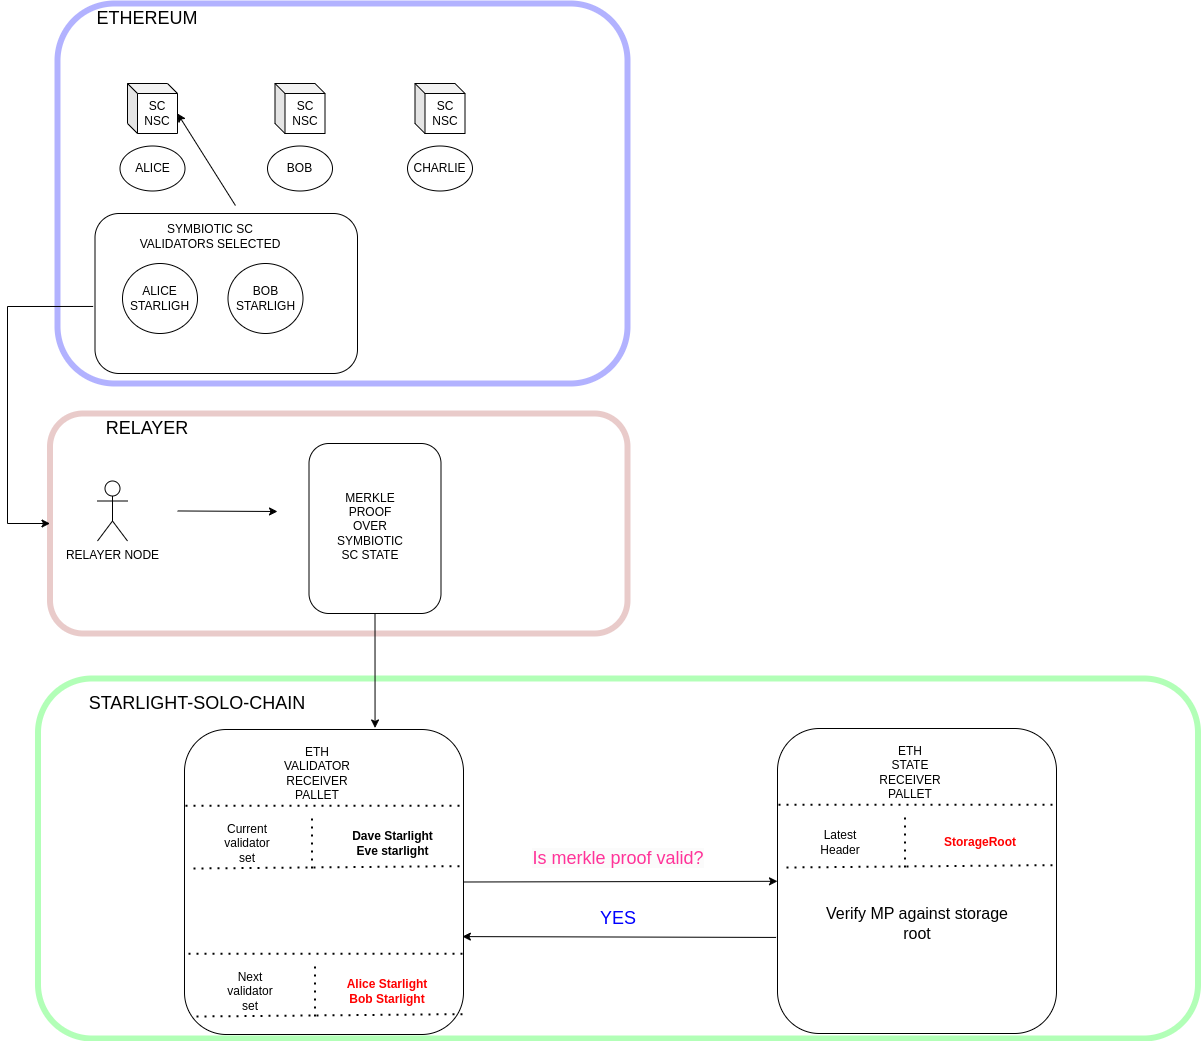 ETHEREUM
SC
NSC
SC
NSC
SC
NSC
ALICE
BOB
CHARLIE
SYMBIOTIC SC
VALIDATORS SELECTED
ALICE
STARLIGH
BOB
STARLIGH
RELAYER
RELAYER NODE
MERKLE
PROOF
OVER
SYMBIOTIC
SC STATE
STARLIGHT-SOLO-CHAIN
ETH
VALIDATOR
RECEIVER
PALLET
Current
validator
set
Dave Starlight
Eve starlight
Next
validator
set
Alice Starlight
Bob Starlight
Is merkle proof valid?
YES
ETH
STATE
RECEIVER
PALLET
Latest
Header
StorageRoot
Verify MP against storage
root